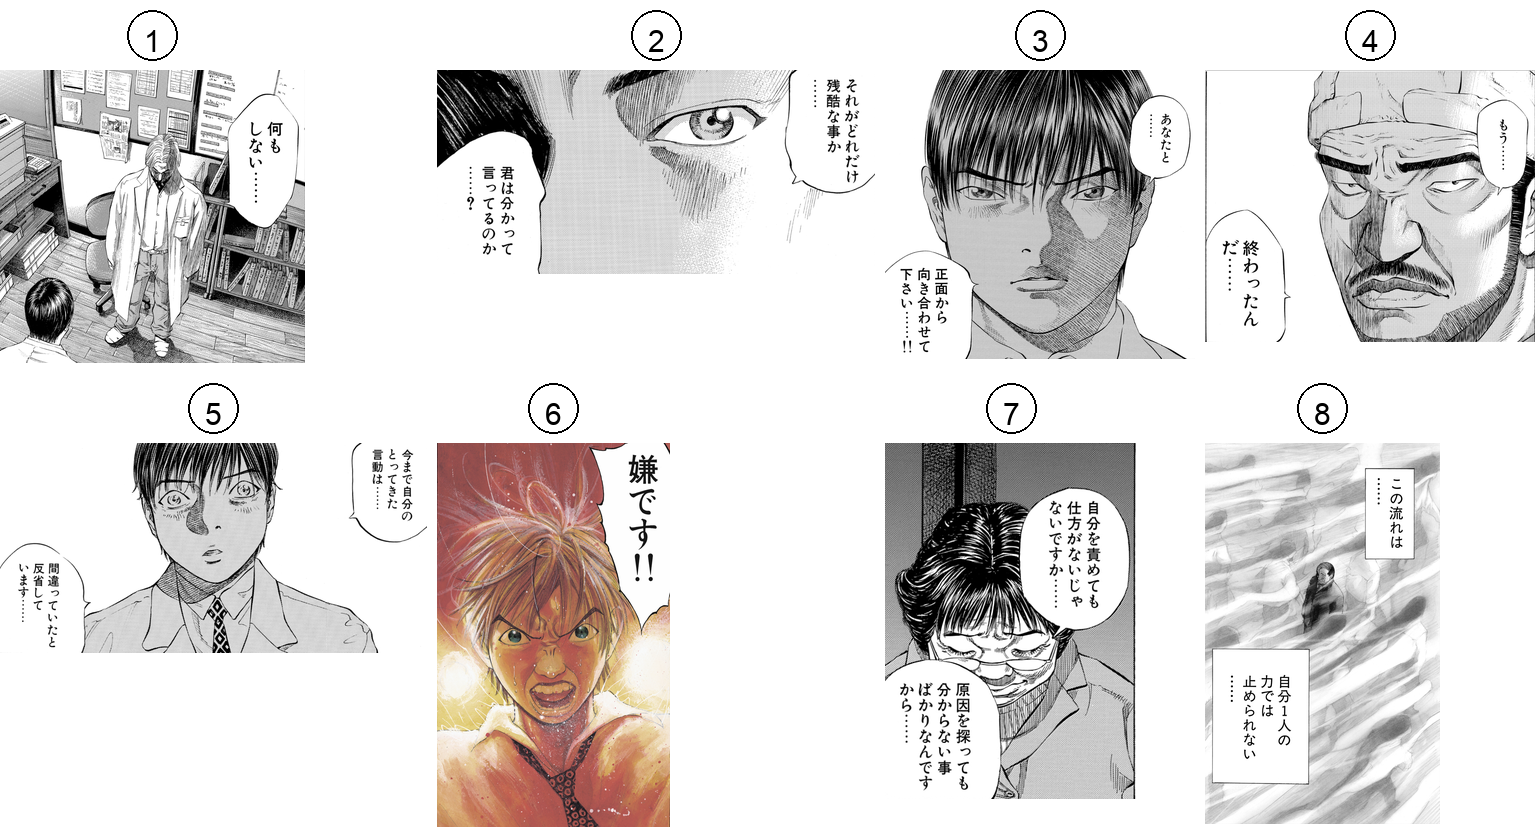 1
何も
しない……
2
それがどれだけ
残酷な事か
……
君は分かって
言ってるのか
……?
3
あなたと
……
正面から
向き合わせて
下さい……!!
4
もう……
終わったん
だ……
5
今まで自分の
とってきた
言動は……
間違っていたと
反省して
います……
6
嫌です!!
7
自分を責めても
仕方がないじゃ
ないですか……
原因を探っても
分からない事
ばかりなんです
から……
8
この流れは
……
自分1人の
力では
止められない
……